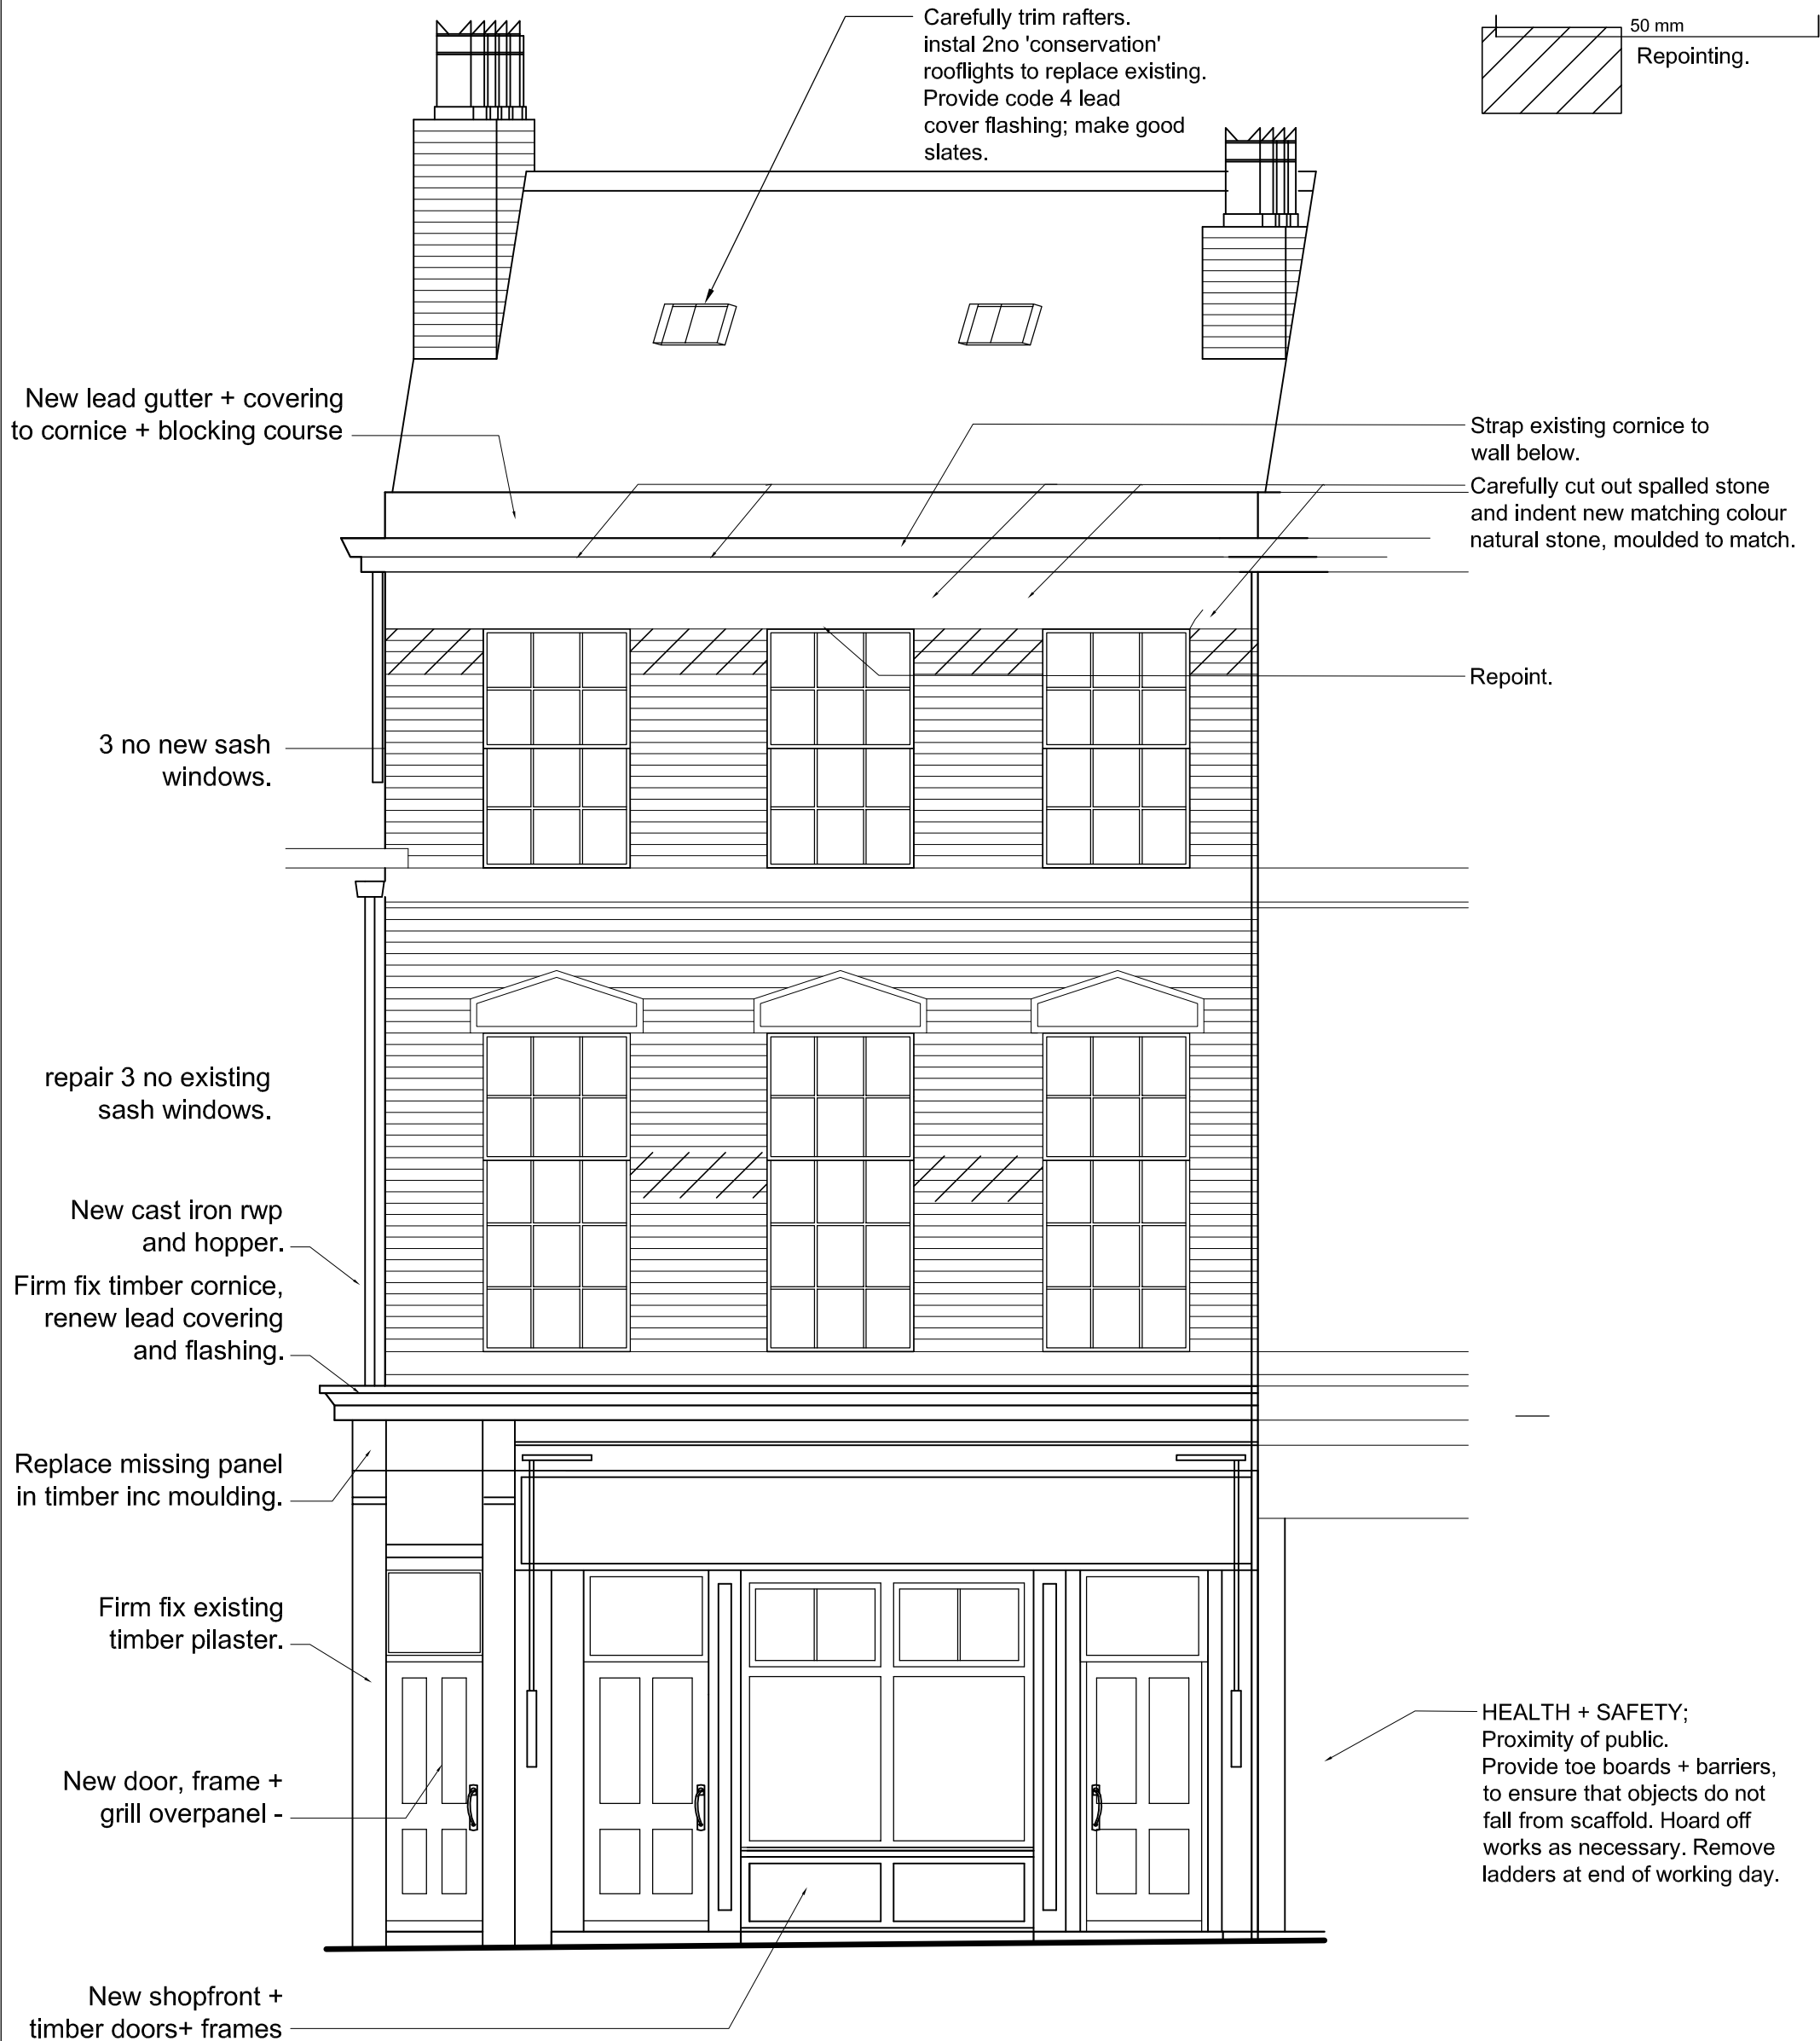 Carefully trim rafters.
instal 2no 'conservation'
rooflights to replace existing.
Provide code 4 lead
cover flashing; make good
slates.
50 mm
Repointing.
New lead gutter + covering
to cornice + blocking course
Strap existing cornice to
wall below.
Carefully cut out spalled stone
and indent new matching colour
natural stone, moulded to match.
Repoint.
3 no new sash
windows.
repair 3 no existing
sash windows.
New cast iron rwp
and hopper.
Firm fix timber cornice,
renew lead covering
and flashing.
Replace missing panel
in timber inc moulding.
Firm fix existing
timber pilaster.
New door, frame +
grill overpanel -
HEALTH + SAFETY;
Proximity of public.
Provide toe boards + barriers,
to ensure that objects do not
fall from scaffold. Hoard off
works as necessary. Remove
ladders at end of working day.
New shopfront +
timber doors+ frames